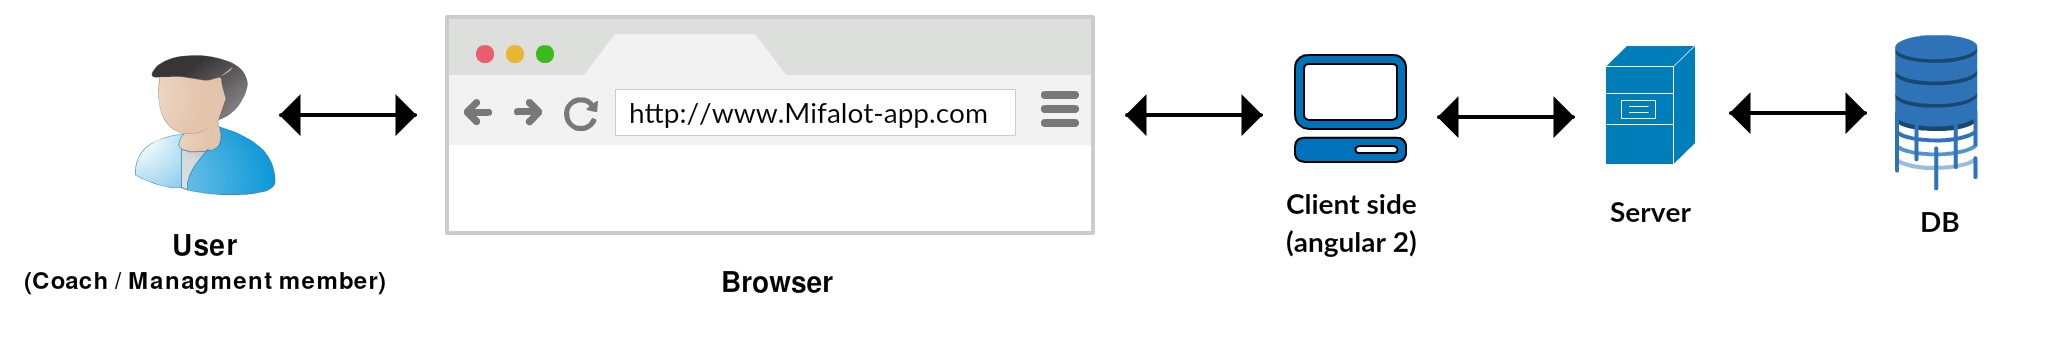 http://www.Mifalot-app.com
User
(Coach / Managment member)
Browser
Client side
(angular 2)
Server
DB